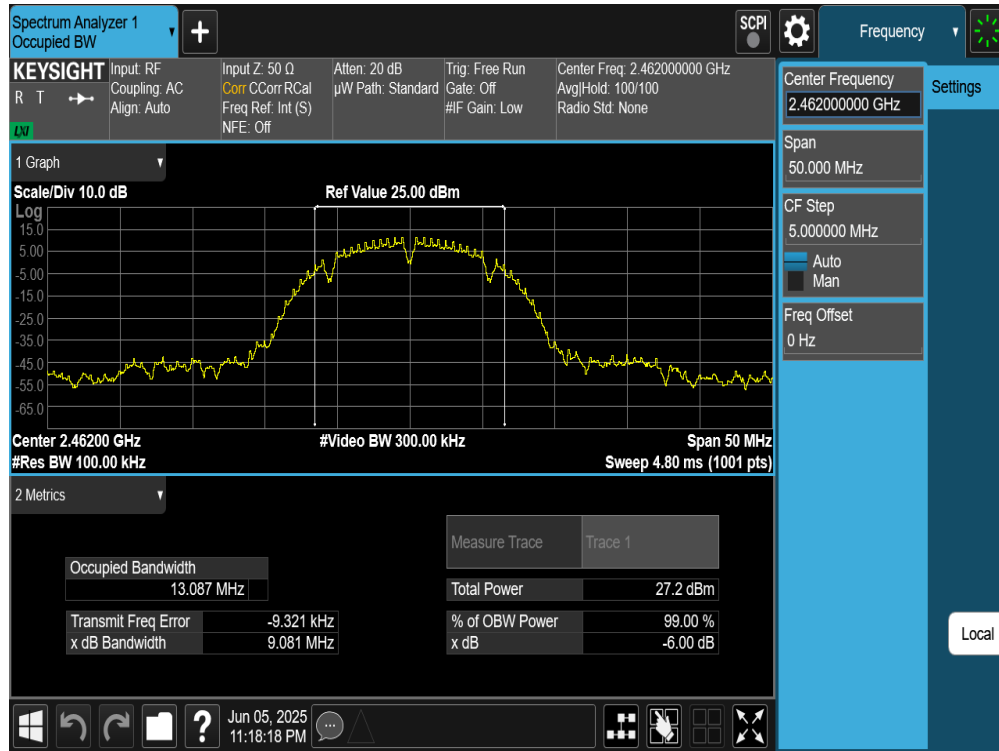 Spectrum Analyzer 1
Occupied BW
+
SCPI
Frequency
KEYSIGHT
R T
LXI
Input: RF
Coupling: AC
Align: Auto
Input Z: 50 Ω
Corr CCorr RCal
Freq Ref: Int (S)
NFE: Off
Atten: 20 dB
µW Path: Standard
Trig: Free Run
Gate: Off
#IF Gain: Low
Center Freq: 2.462000000 GHz
Avg|Hold: 100/100
Radio Std: None
Center Frequency
2.462000000 GHz
Settings
Span
50.000 MHz
CF Step
5.000000 MHz
Auto
Man
Freq Offset
0 Hz
1 Graph
Scale/Div 10.0 dB
Ref Value 25.00 dBm
Log
15.0
5.00
-5.00
-15.0
-25.0
-35.0
-45.0
-55.0
-65.0
Center 2.46200 GHz
#Video BW 300.00 kHz
Span 50 MHz
#Res BW 100.00 kHz
Sweep 4.80 ms (1001 pts)
2 Metrics
Measure Trace
Trace 1
Occupied Bandwidth
13.087 MHz
Total Power
27.2 dBm
Transmit Freq Error
-9.321 kHz
% of OBW Power
99.00 %
x dB Bandwidth
9.081 MHz
x dB
-6.00 dB
Local
?
Jun 05, 2025
11:18:18 PM